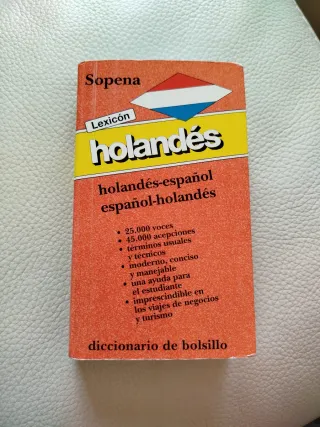 Sopena
Lexicón
holandés
holandés-español
español-holandés
• 25.000 voces
• 45.000 acepciones
• términos usuales
y técnicos
• moderno, conciso
y manejable
• una ayuda para
el estudiante
• imprescindible en
los viajes de negocios
y turismo
diccionario de bolsillo